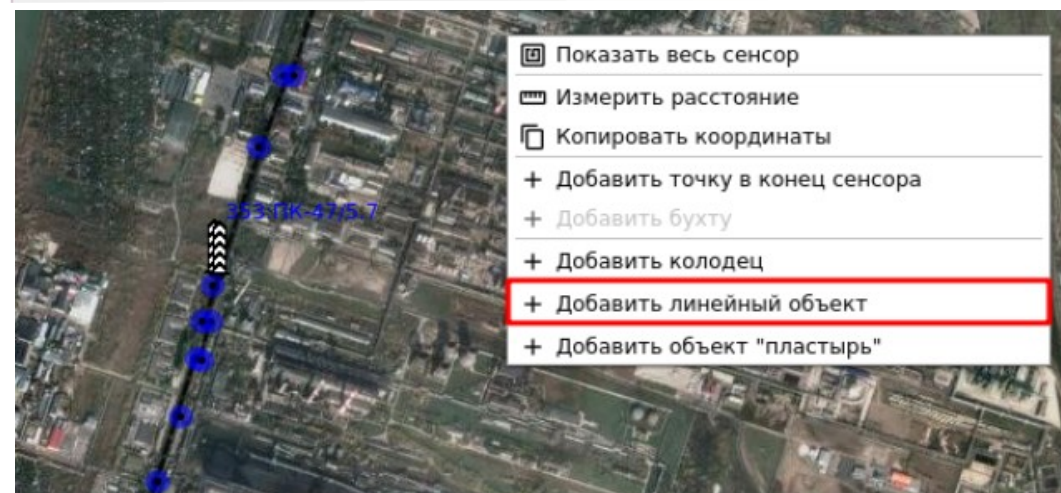 Показать весь сенсор
Измерить расстояние
Копировать координаты
353 ПК-47/5.7
+ Добавить точку в конец сенсора
+ Добавить бухту
+ Добавить колодец
+ Добавить линейный объект
+ Добавить объект "пластырь"